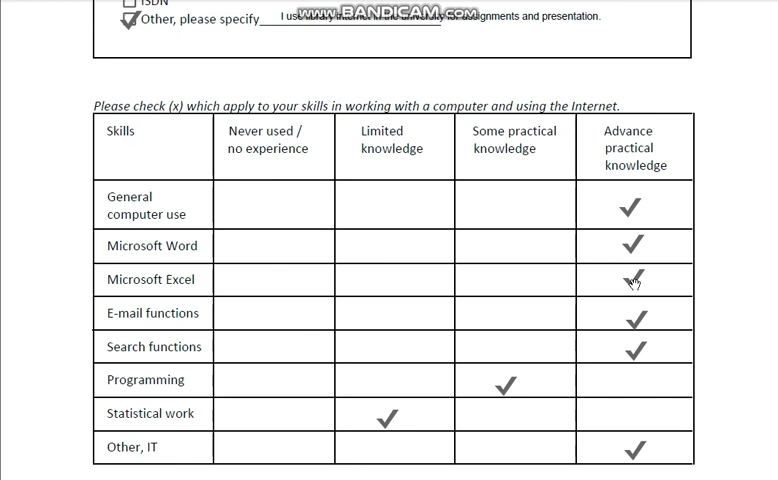 ISDN
Other, please specify I use library internet in the university for assignments and presentation.
www.BANDICAM.com
Please check (x) which apply to your skills in working with a computer and using the Internet.
Skills
Never used /
no experience
Limited
knowledge
Some practical
knowledge
Advance
practical
knowledge
General
computer use
Microsoft Word
Microsoft Excel
E-mail functions
Search functions
Programming
Statistical work
Other, IT